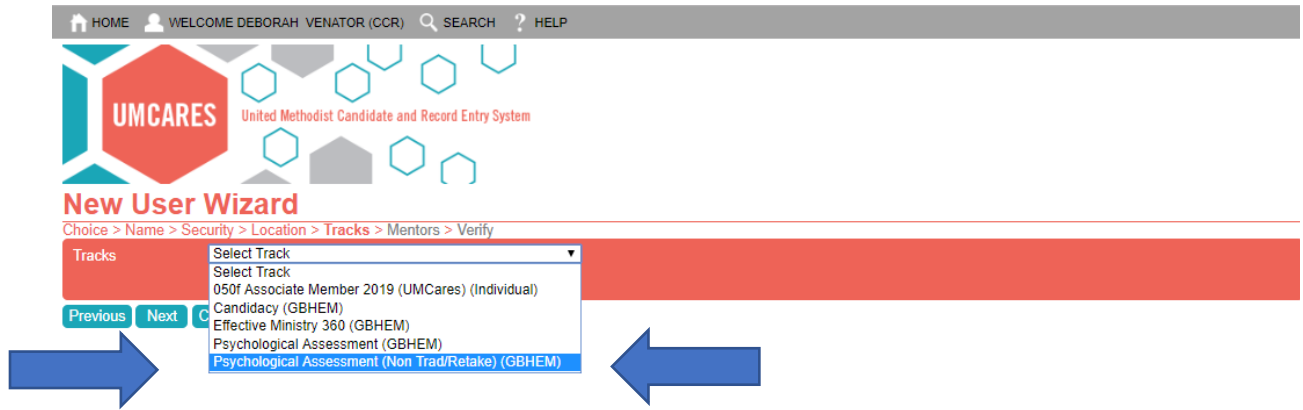 HOME WELCOME DEBORAH VENATOR (CCR) SEARCH ? HELP
UMCARES
United Methodist Candidate and Record Entry System
New User Wizard
Choice > Name > Security > Location > Tracks > Mentors > Verify
Tracks
Select Track
Select Track
050f Associate Member 2019 (UMCares) (Individual)
Candidacy (GBHEM)
Effective Ministry 360 (GBHEM)
Psychological Assessment (GBHEM)
Psychological Assessment (Non Trad/Retake) (GBHEM)
Previous Next C